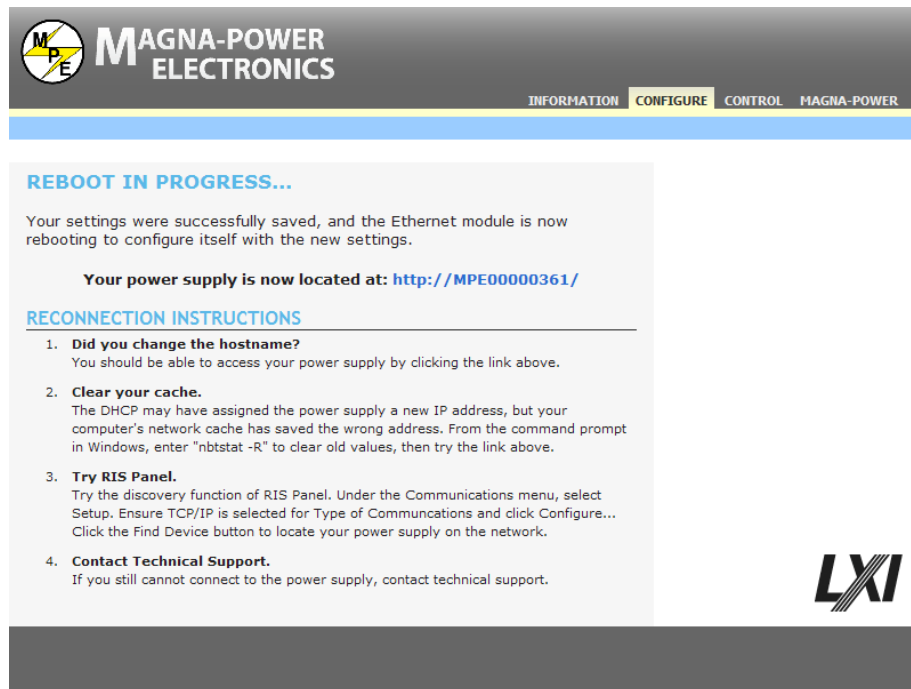 MPE
MAGNA-POWER
ELECTRONICS
INFORMATION CONFIGURE CONTROL MAGNA-POWER
REBOOT IN PROGRESS...
Your settings were successfully saved, and the Ethernet module is now
rebooting to configure itself with the new settings.
Your power supply is now located at: http://MPE00000361/
RECONNECTION INSTRUCTIONS
1. Did you change the hostname?
You should be able to access your power supply by clicking the link above.
2. Clear your cache.
The DHCP may have assigned the power supply a new IP address, but your
computer's network cache has saved the wrong address. From the command prompt
in Windows, enter "nbtstat -R" to clear old values, then try the link above.
3. Try RIS Panel.
Try the discovery function of RIS Panel. Under the Communications menu, select
Setup. Ensure TCP/IP is selected for Type of Communcations and click Configure...
Click the Find Device button to locate your power supply on the network.
4. Contact Technical Support.
If you still cannot connect to the power supply, contact technical support.
LXI